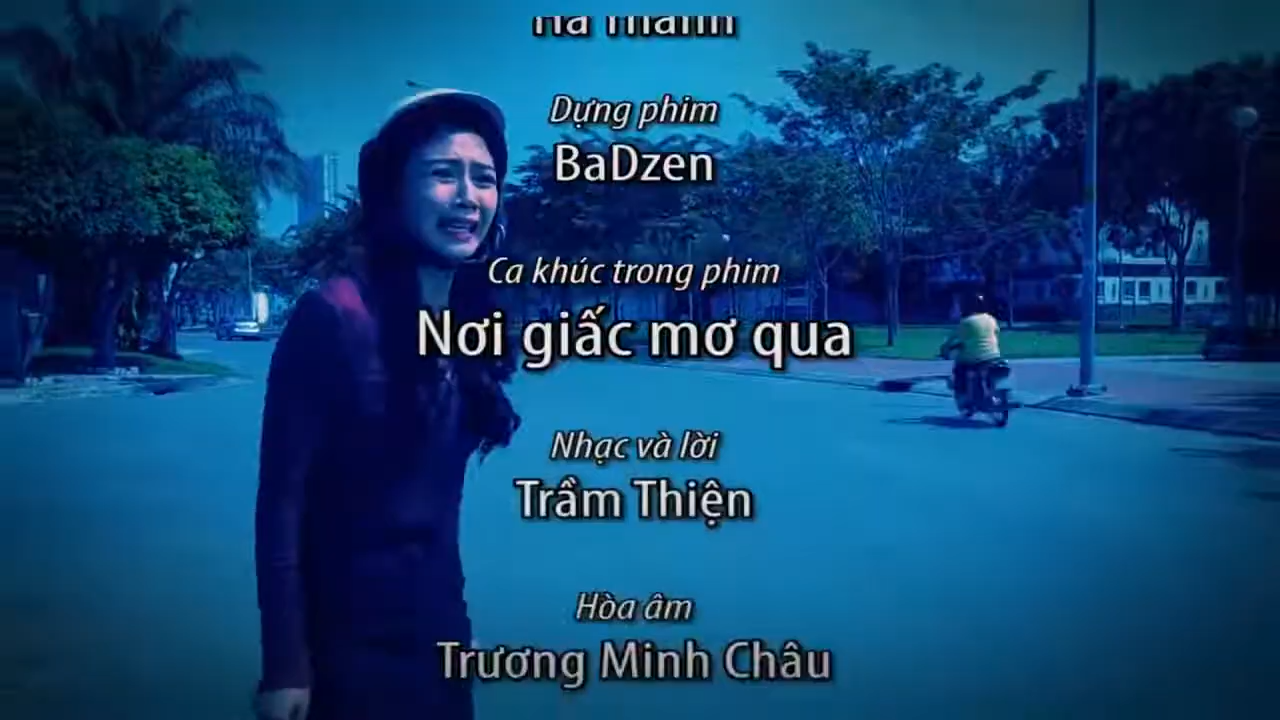 Dựng phim
BaDzen
Ca khúc trong phim
Nơi giấc mơ qua
Nhạc và lời
Trầm Thiện
Hòa âm
Trương Minh Châu